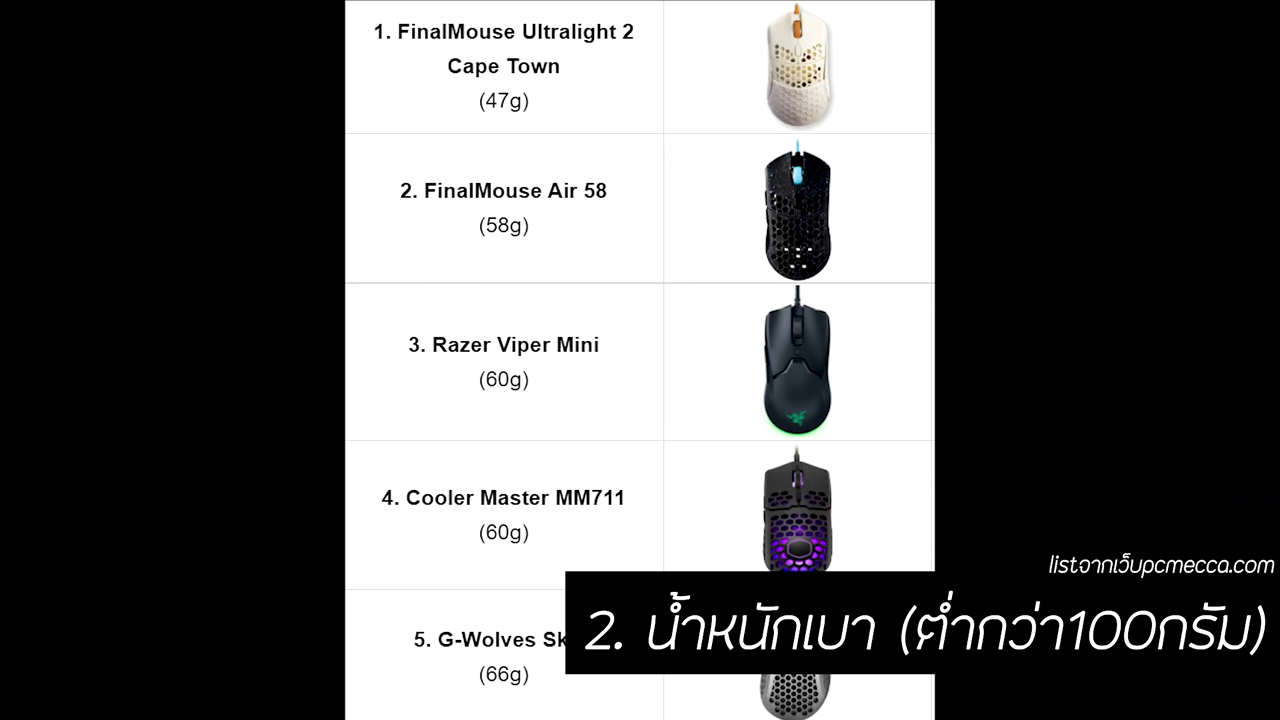 1. FinalMouse Ultralight 2
Cape Town
(47g)
2. FinalMouse Air 58
(58g)
3. Razer Viper Mini
(60g)
4. Cooler Master MM711
(60g)
5. G-Wolves
(66g)
listจากเว็บpcmecca.com
2. น้ำหนักเบา (ต่ำกว่า100กรัม)